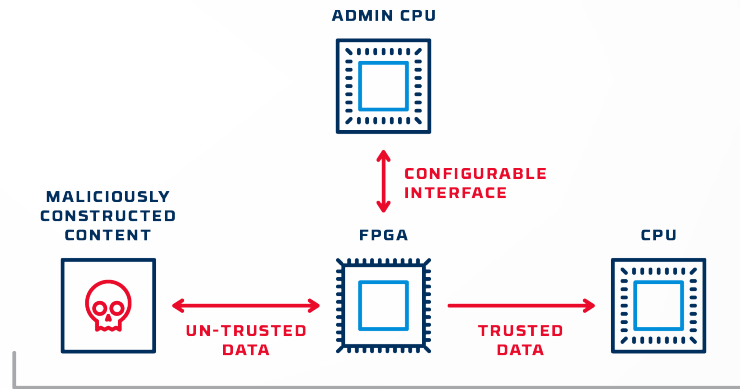 ADMIN CPU
CONFIGURABLE
INTERFACE
MALICIOUSLY
CONSTRUCTED
CONTENT
FPGA
CPU
UN-TRUSTED
DATA
TRUSTED
DATA